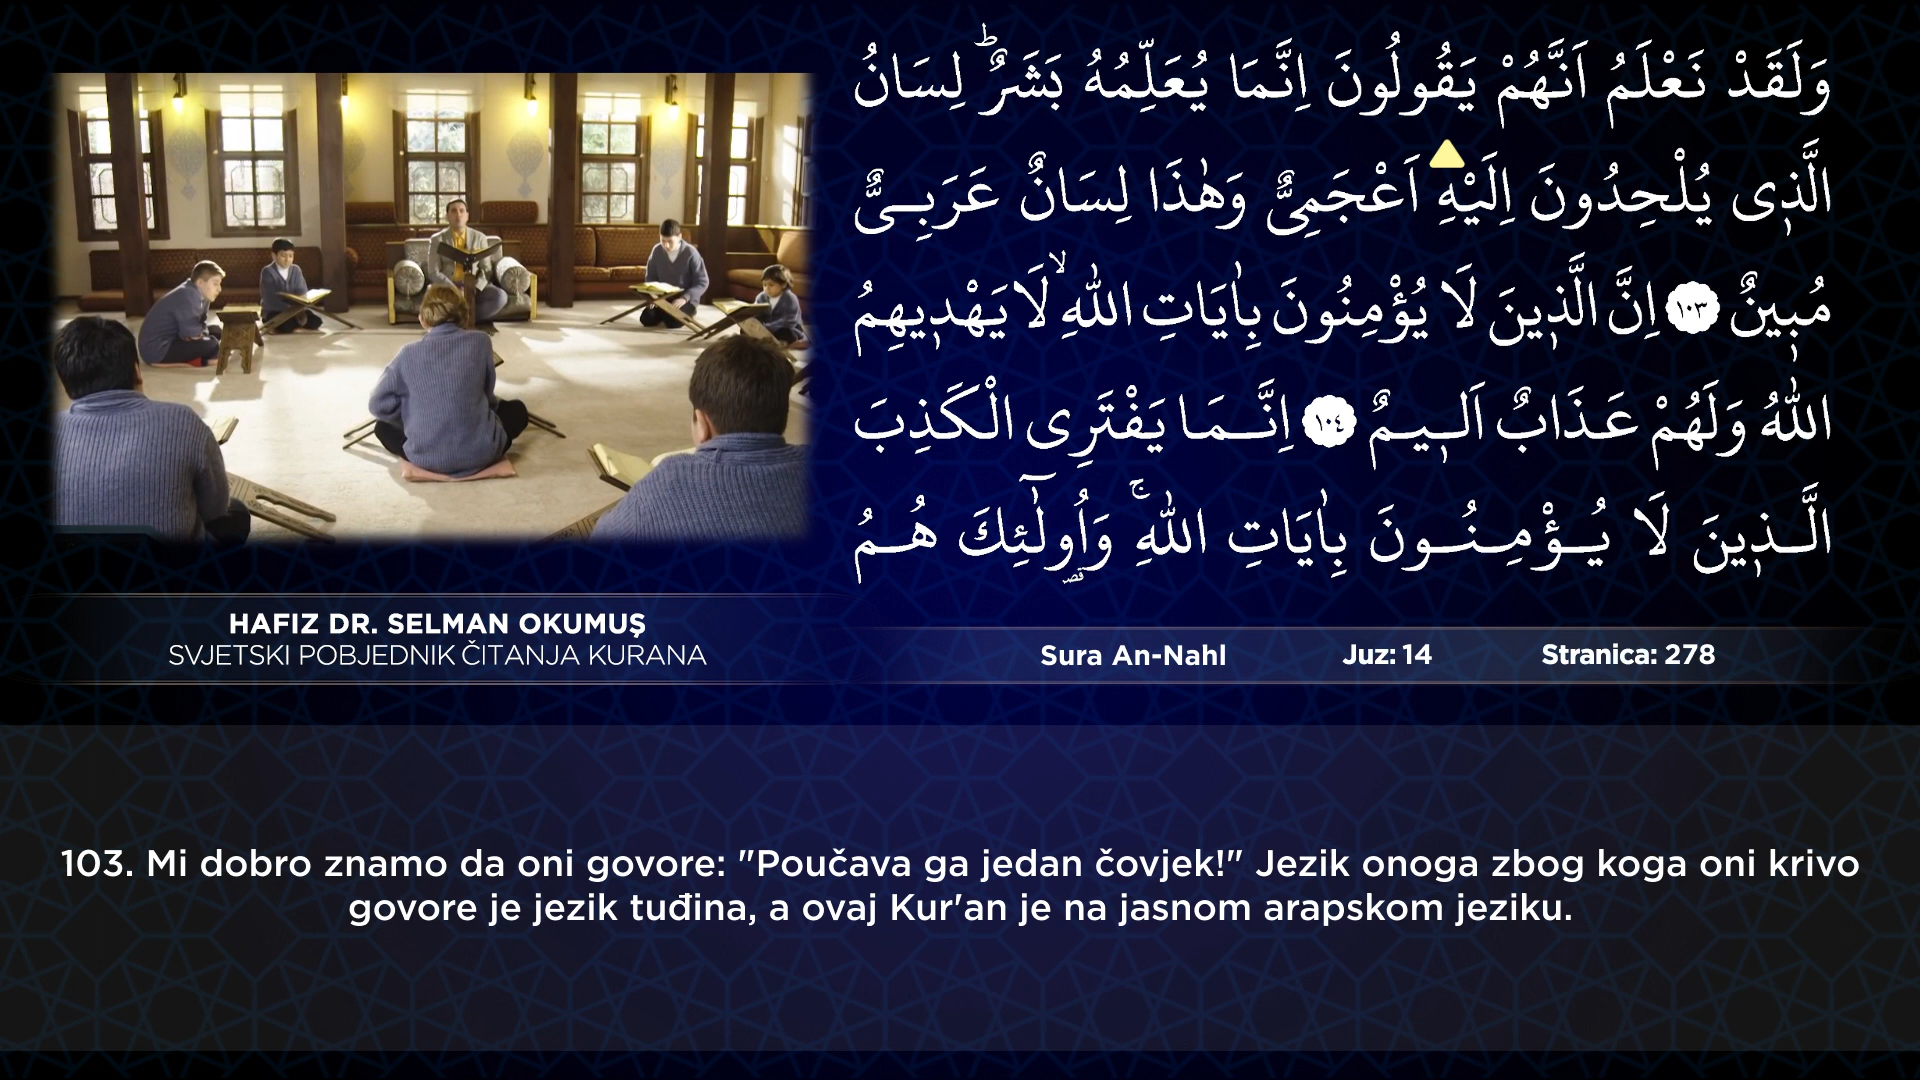 وَلَقَدْ نَعْلَمُ اَنَّهُمْ يَقُولُونَ اِنَّمَا يُعَلِّمُهُ بَشَرٌ ۜ لِسَانُ
الَّذ۪ى يُلْحِدُونَ اِلَيْهِ اَعْجَمِىٌّ وَهٰذَا لِسَانٌ عَرَبِىٌّ
مُب۪ينٌ ﴿١٠٣﴾ اِنَّ الَّذ۪ينَ لَا يُؤْمِنُونَ بِاٰيَاتِ اللّٰهِۙ لَا يَهْد۪يهِمُ
اللّٰهُ وَلَهُمْ عَذَابٌ اَل۪يمٌ ﴿١٠٤﴾ اِنَّمَا يَفْتَرِى الْكَذِبَ
الَّذ۪ينَ لَا يُؤْمِنُونَ بِاٰيَاتِ اللّٰهِۚ وَاُو۬لٰٓئِكَ هُمُ
HAFIZ DR. SELMAN OKUMUŞ
SVJETSKI POBJEDNIK ČITANJA KURANA
Sura An-Nahl Juz: 14 Stranica: 278
103. Mi dobro znamo da oni govore: "Poučava ga jedan čovjek!" Jezik onoga zbog koga oni krivo
govore je jezik tuđina, a ovaj Kur'an je na jasnom arapskom jeziku.